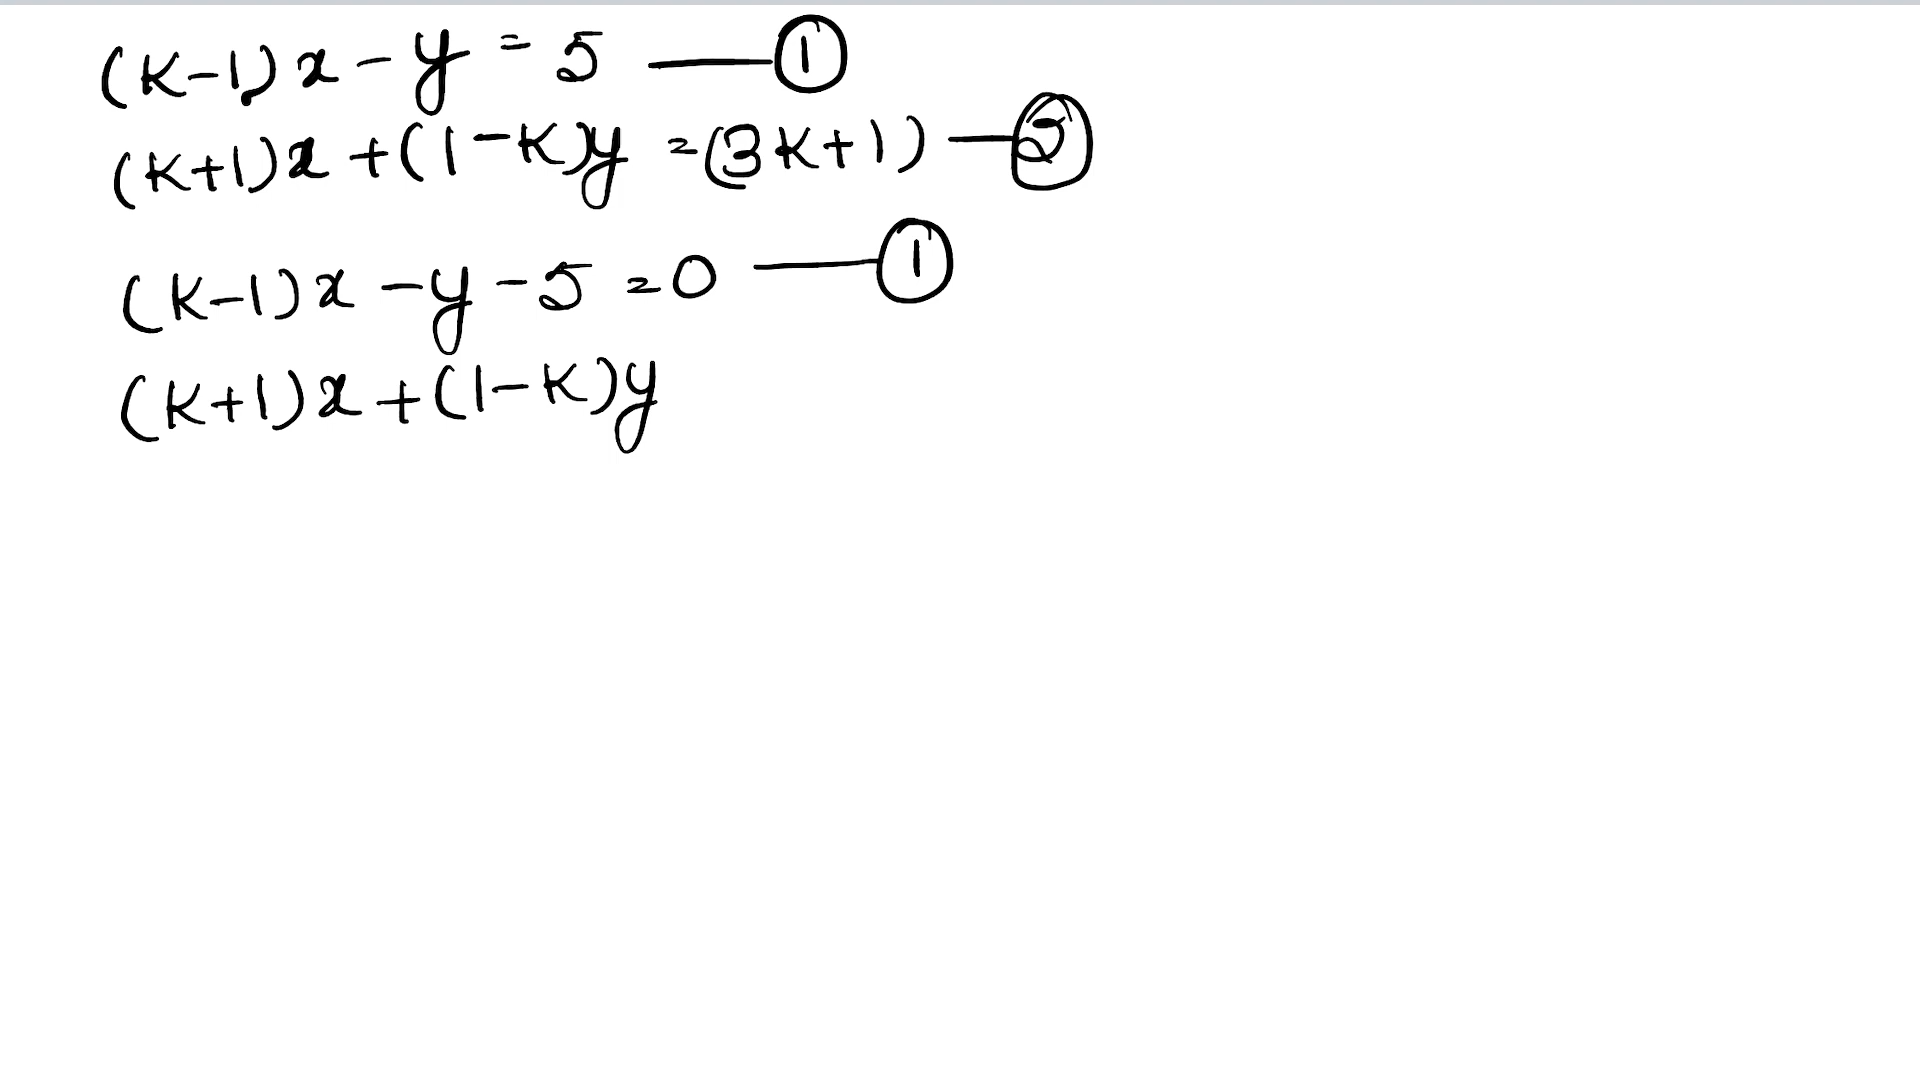 (K-1)x - y = 5 —— ①
(K+1)x + (1-K)y = (3K+1) — ②
(K-1)x - y - 5 = 0 —— ①
(K+1)x + (1-K)y